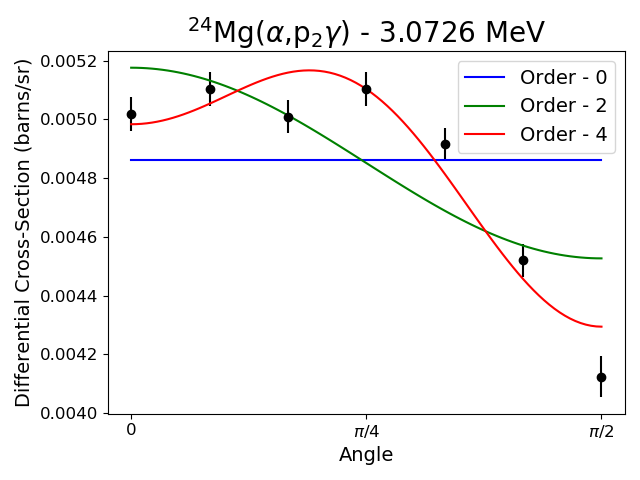 ²⁴Mg(α,p₂γ) - 3.0726 MeV
Differential Cross-Section (barns/sr)
0.0052
0.0050
0.0048
0.0046
0.0044
0.0042
0.0040
Order - 0
Order - 2
Order - 4
0
π/4
π/2
Angle